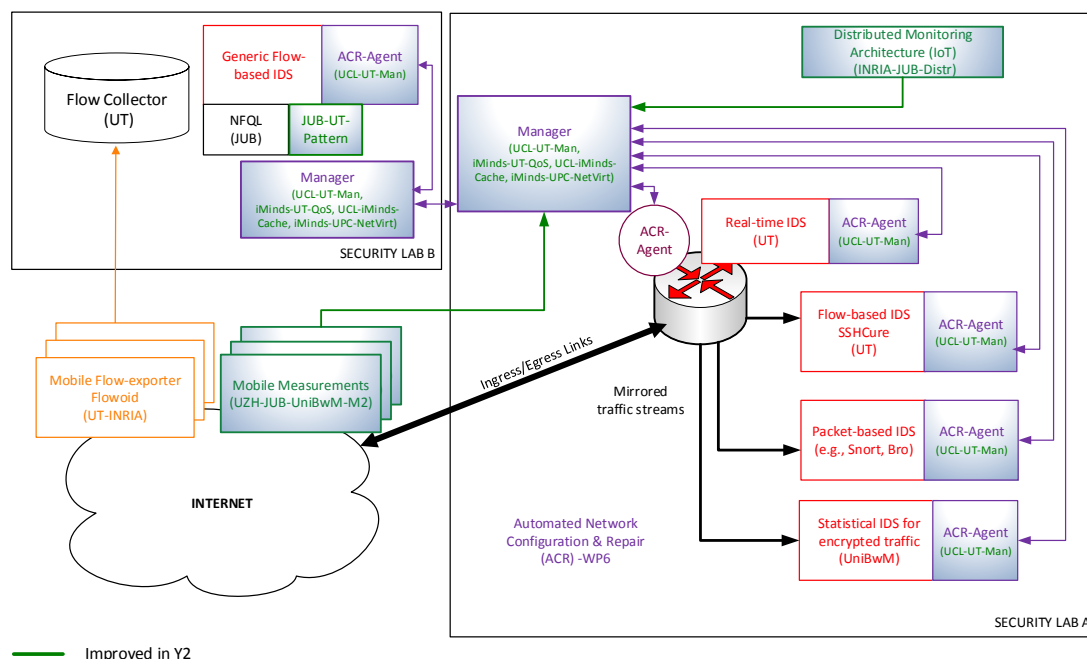 Generic Flow-
based IDS
ACR-Agent
(UCL-UT-Man)
Flow Collector
(UT)
NFQL
(JUB)
JUB-UT-
Pattern
Manager
(UCL-UT-Man,
iMinds-UT-QoS, UCL-iMinds-
Cache, iMinds-UPC-NetVirt)
SECURITY LAB B
Distributed Monitoring
Architecture (IoT)
(INRIA-JUB-Distr)
Manager
(UCL-UT-Man,
iMinds-UT-QoS, UCL-iMinds-
Cache, iMinds-UPC-NetVirt)
ACR-
Agent
Real-time IDS
(UT)
ACR-Agent
(UCL-UT-Man)
Flow-based IDS
SSHCure
(UT)
ACR-Agent
(UCL-UT-Man)
Mobile Flow-exporter
Flowoid
(UT-INRIA)
Mobile Measurements
(UZH-JUB-UniBwM-M2)
Ingress/Egress Links
Mirrored
traffic streams
Packet-based IDS
(e.g., Snort, Bro)
ACR-Agent
(UCL-UT-Man)
INTERNET
Automated Network
Configuration & Repair
(ACR) -WP6
Statistical IDS for
encrypted traffic
(UniBwM)
ACR-Agent
(UCL-UT-Man)
SECURITY LAB A
Improved in Y2